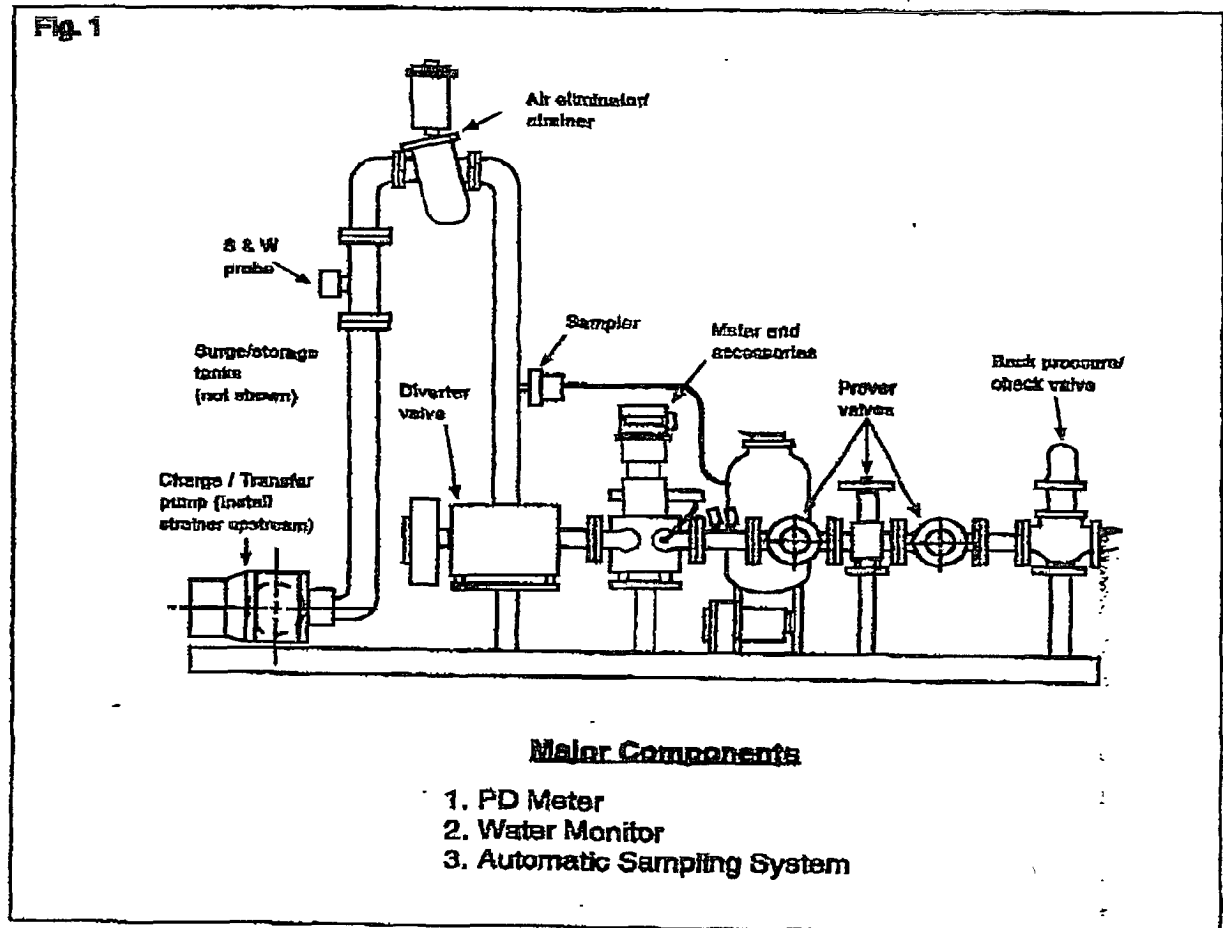 Fig. 1
Air eliminator/
strainer
S & W
probe
Sampler
Meter and
accessories
Surge/storage
tanks
(not shown)
Diverter
valve
Prover
valves
Back pressure/
check valve
Charge / Transfer
pump (install
strainer upstream)
Major Components
1. PD Meter
2. Water Monitor
3. Automatic Sampling System